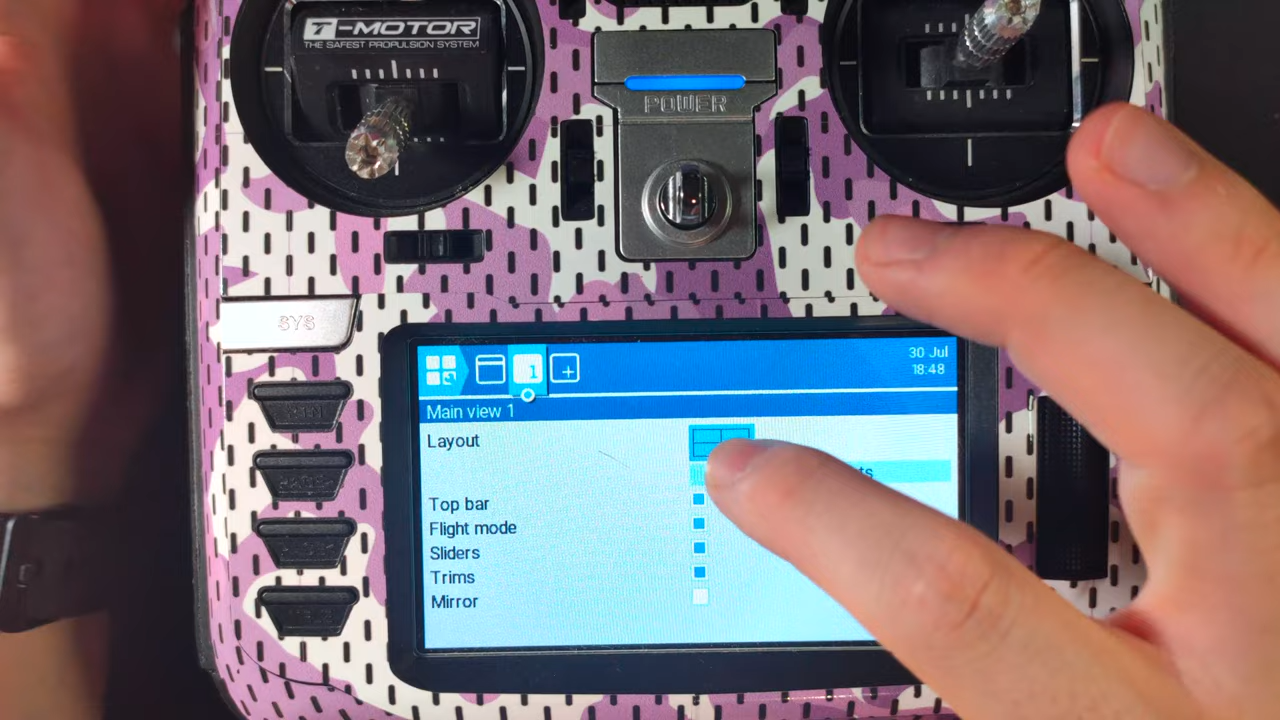 T-MOTOR
THE SAFEST PROPULSION SYSTEM
POWER
SYS
30 Jul
18:48
1
Main view 1
Layout
Top bar
Flight mode
Sliders
Trims
Mirror